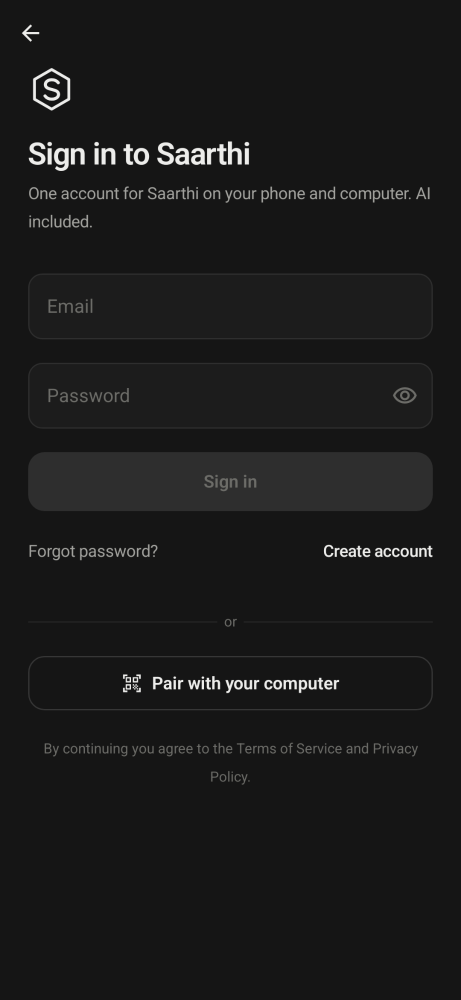 Sign in to Saarthi
One account for Saarthi on your phone and computer. AI
included.
Email
Password
Sign in
Forgot password?
Create account
or
Pair with your computer
By continuing you agree to the Terms of Service and Privacy
Policy.